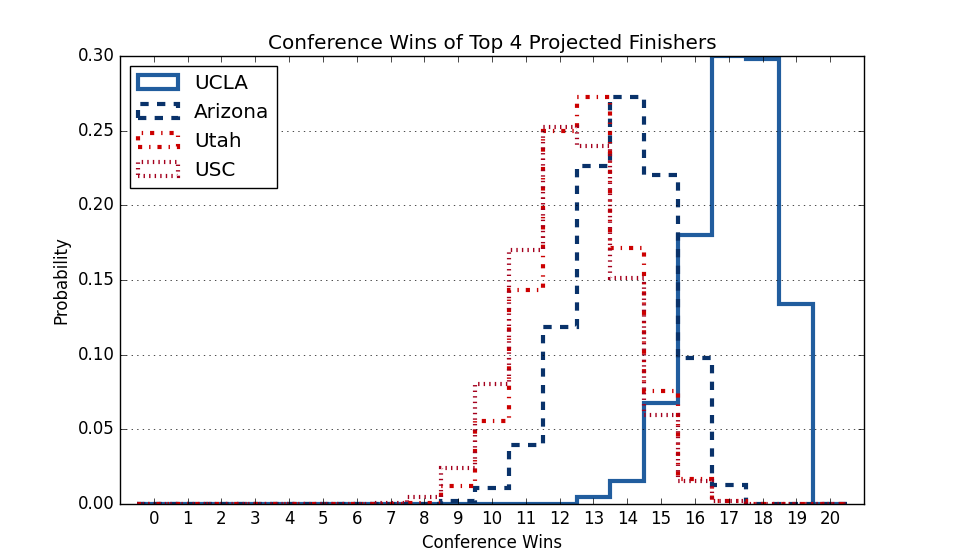 Conference Wins of Top 4 Projected Finishers
0.30
0.25
0.20
0.15
0.10
0.05
0.00
Probability
UCLA
Arizona
Utah
USC
0 1 2 3 4 5 6 7 8 9 10 11 12 13 14 15 16 17 18 19 20
Conference Wins